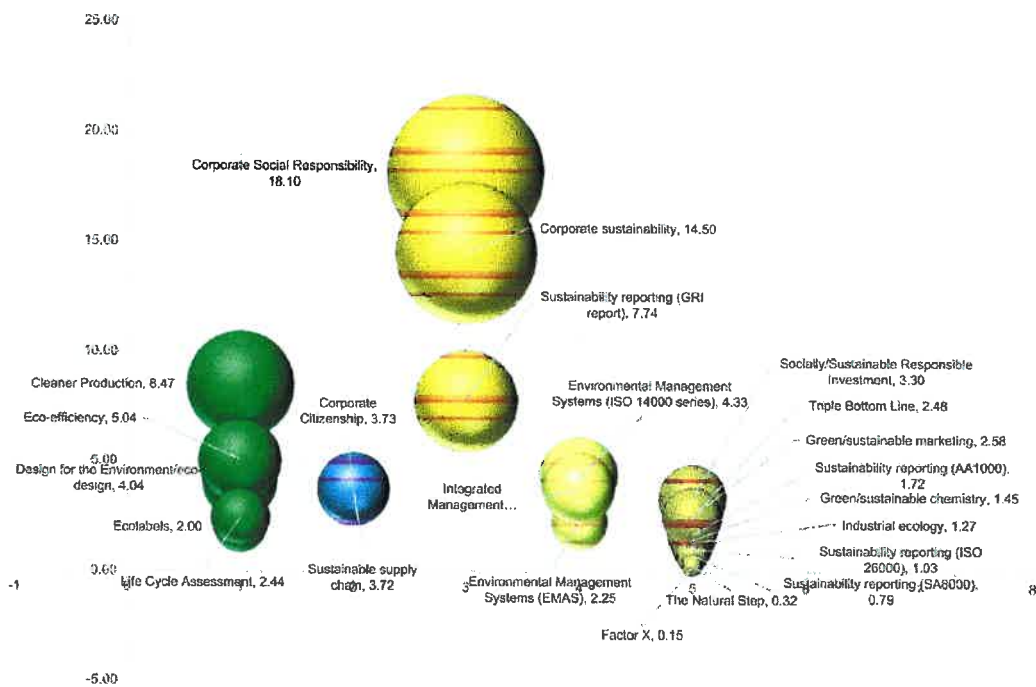 25.00
20.00
Corporate Social Responsibility,
18.10
15.00
Corporate sustainability, 14.50
Sustainability reporting (GRI
report), 7.74
10.00
Cleaner Production, 8.47
Eco-efficiency, 5.04
Corporate
Citizenship, 3.73
Environmental Management
Systems (ISO 14000 series), 4.33
Socially/Sustainable Responsible
Investment, 3.30
Triple Bottom Line, 2.48
Green/sustainable marketing, 2.58
5.00
Design for the Environment/eco-
design, 4.04
Integrated
Management...
Sustainability reporting (AA1000),
1.72
Green/sustainable chemistry, 1.45
Ecolabels, 2.00
Industrial ecology, 1.27
Sustainability reporting (ISO
26000), 1.03
0.00
Life Cycle Assessment, 2.44
Sustainable supply
chain, 3.72
Environmental Management
Systems (EMAS), 2.25
The Natural Step, 0.32
Sustainability reporting (SA8000),
0.79
Factor X, 0.15
-1
3
4
5
8
-5.00